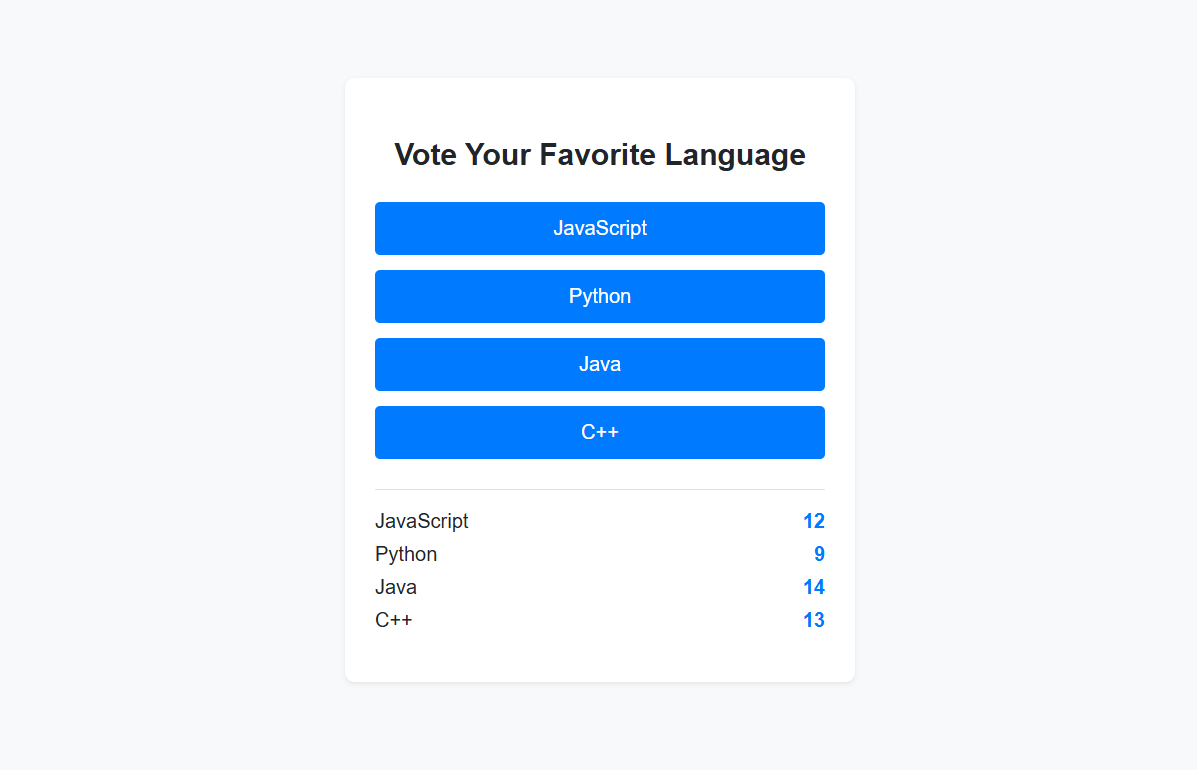 Vote Your Favorite Language
JavaScript
Python
Java
C++
JavaScript 12
Python 9
Java 14
C++ 13